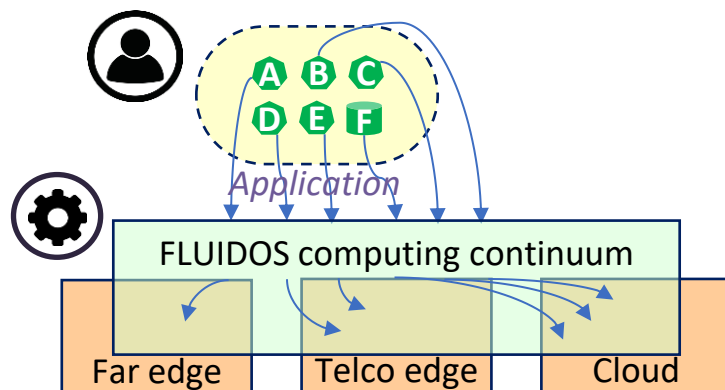 A B C
D E F
Application
FLUIDOS computing continuum
Far edge Telco edge Cloud